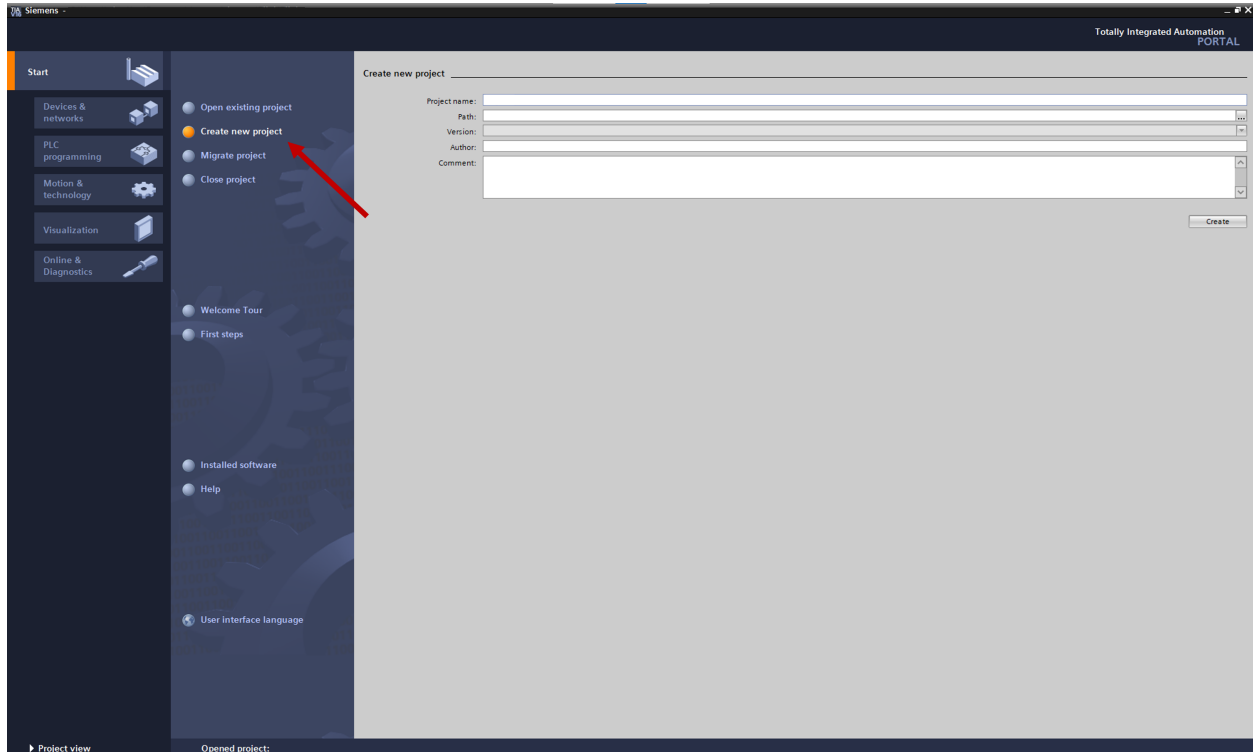 Siemens -
Totally Integrated Automation
PORTAL
Start
Devices &
networks
PLC
programming
Motion &
technology
Visualization
Online &
Diagnostics
Open existing project
Create new project
Migrate project
Close project
Welcome Tour
First steps
Installed software
Help
User interface language
Create new project
Project name:
Path:
...
Version:
Author:
Comment:
Create
Project view
Opened project: